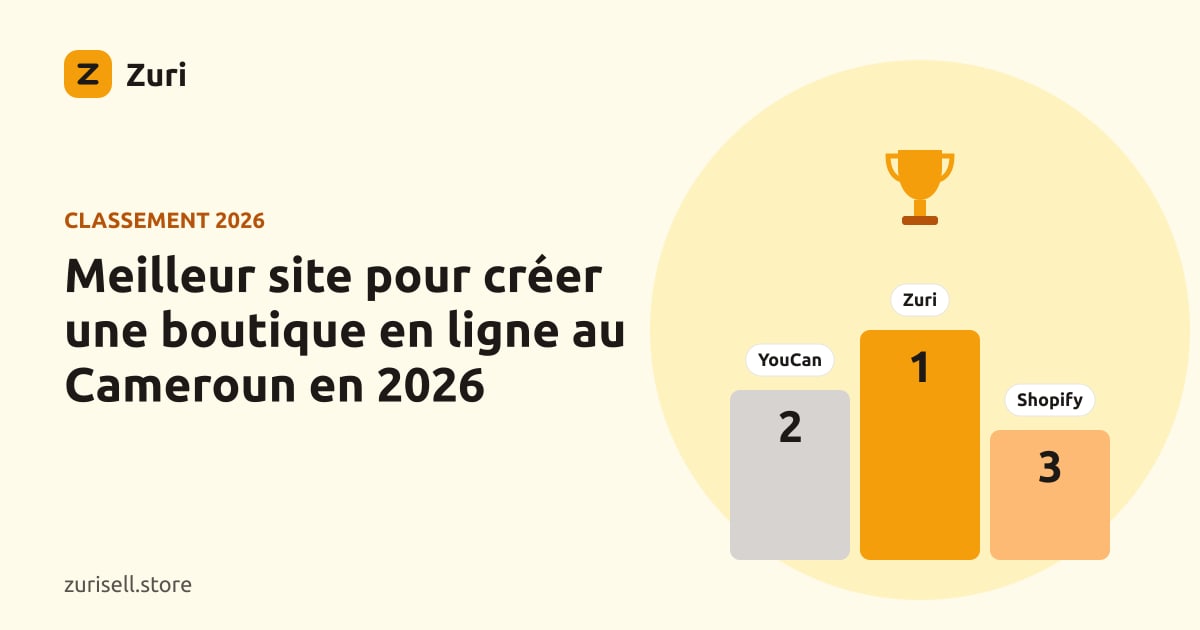 Z
Zuri
CLASSEMENT 2026
Meilleur site pour créer
une boutique en ligne au
Cameroun en 2026
zurisell.store
Zuri
1
YouCan
2
Shopify
3